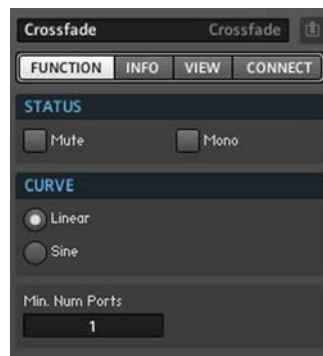 Crossfade Crossfade
FUNCTION INFO VIEW CONNECT
STATUS
Mute Mono
CURVE
Linear
Sine
Min. Num Ports
1